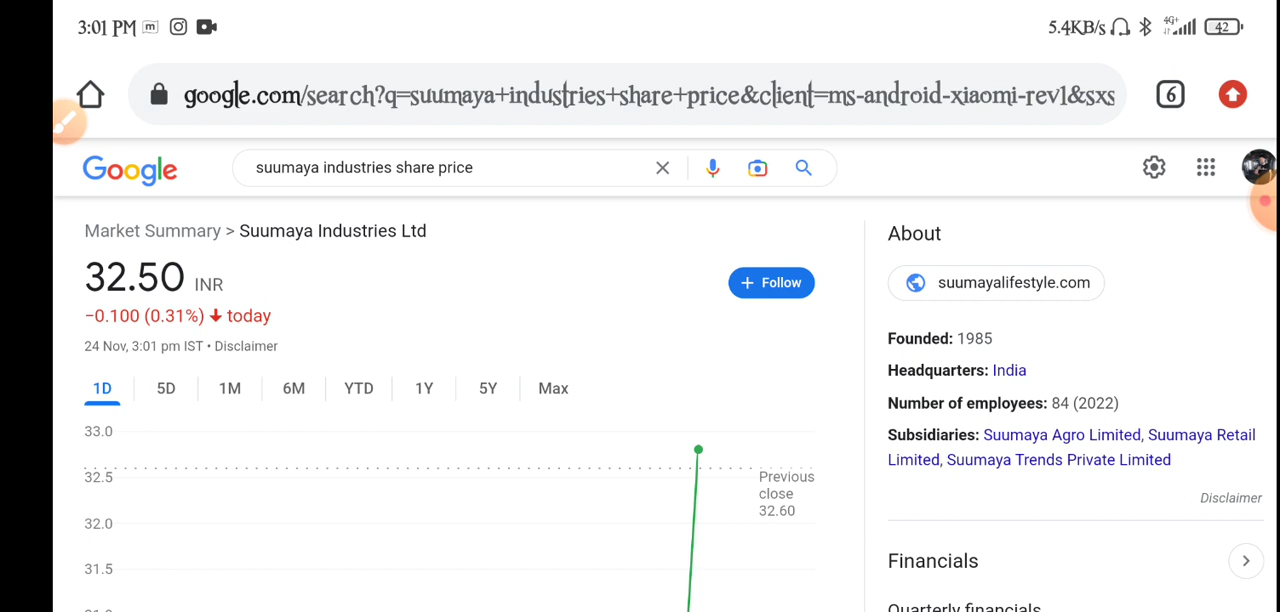 3:01 PM m
5.4KB/s 4G+ 42
google.com/search?q=suumaya+industries+share+price&client=ms-android-xiaomi-rev1&sxs
6
Google
suumaya industries share price
Market Summary > Suumaya Industries Ltd
32.50 INR
+ Follow
−0.100 (0.31%) today
24 Nov, 3:01 pm IST • Disclaimer
1D 5D 1M 6M YTD 1Y 5Y Max
33.0
32.5
32.0
31.5
Previous
close
32.60
About
suumayalifestyle.com
Founded: 1985
Headquarters: India
Number of employees: 84 (2022)
Subsidiaries: Suumaya Agro Limited, Suumaya Retail
Limited, Suumaya Trends Private Limited
Disclaimer
Financials
Quarterly financials